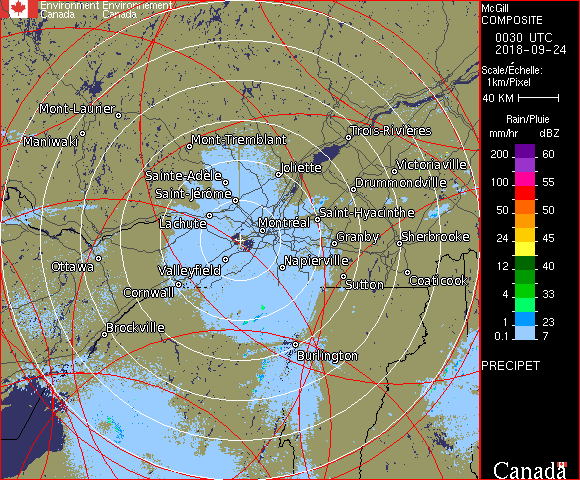 Environment Environnement
Canada Canada
McGill
COMPOSITE
0030 UTC
2018-09-24
Scale/Échelle:
1km/Pixel
40 KM
Rain/Pluie
mm/hr dBZ
200 60
100 55
50 50
24 45
12 40
4 33
1 23
0.1 7
PRECIPET
Canada
Mont-Laurier
Maniwaki
Mont-Tremblant
Trois-Rivières
Joliette
Victoriaville
Sainte-Adèle
Drummondville
Saint-Jérôme
Saint-Hyacinthe
Lachute
Montréal
Granby
Sherbrooke
Ottawa
Valleyfield
Napierville
Cornwall
Sutton
Coaticook
Brockville
Burlington